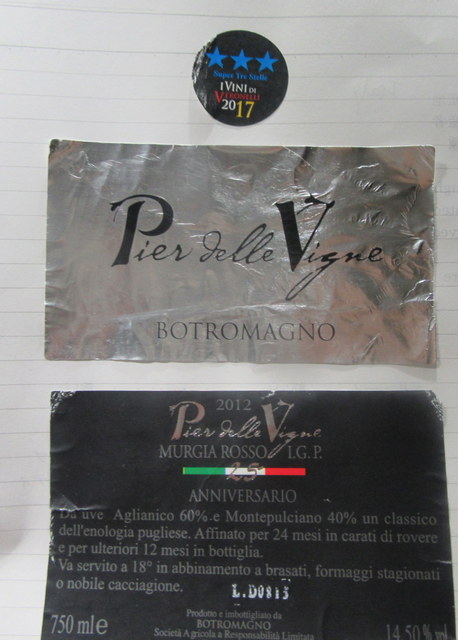 Super Tre Stelle
I VINI DI
VERONELLI
2017
Pier delle Vigne
BOTROMAGNO
2012
Pier delle Vigne
MURGIA ROSSO I.G.P.
25
ANNIVERSARIO
Da uve Aglianico 60% e Montepulciano 40% un classico
dell'enologia pugliese. Affinato per 24 mesi in carati di rovere
e per ulteriori 12 mesi in bottiglia.
Va servito a 18° in abbinamento a brasati, formaggi stagionati
o nobile cacciagione.
L.D0813
Prodotto e imbottigliato da
750 ml e
BOTROMAGNO
14,50% vol
Società Agricola a Responsabilità Limitata